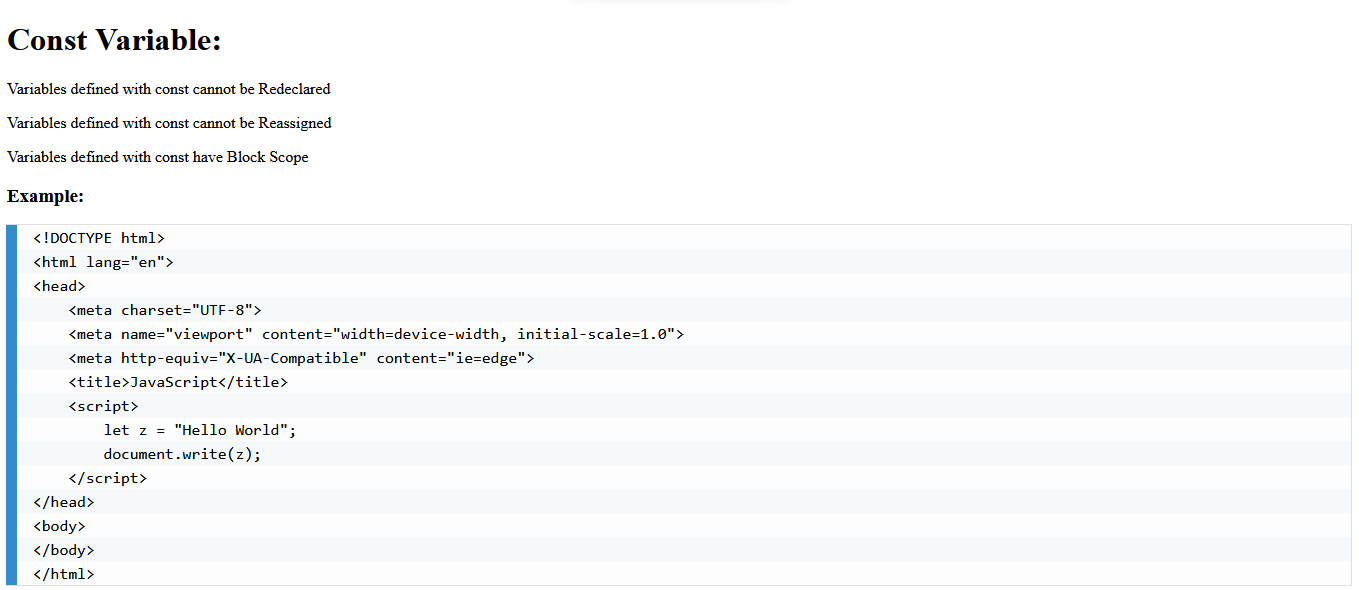 Const Variable:
Variables defined with const cannot be Redeclared
Variables defined with const cannot be Reassigned
Variables defined with const have Block Scope
Example:
<!DOCTYPE html>
<html lang="en">
<head>
    <meta charset="UTF-8">
    <meta name="viewport" content="width=device-width, initial-scale=1.0">
    <meta http-equiv="X-UA-Compatible" content="ie=edge">
    <title>JavaScript</title>
    <script>
        let z = "Hello World";
        document.write(z);
    </script>
</head>
<body>
</body>
</html>